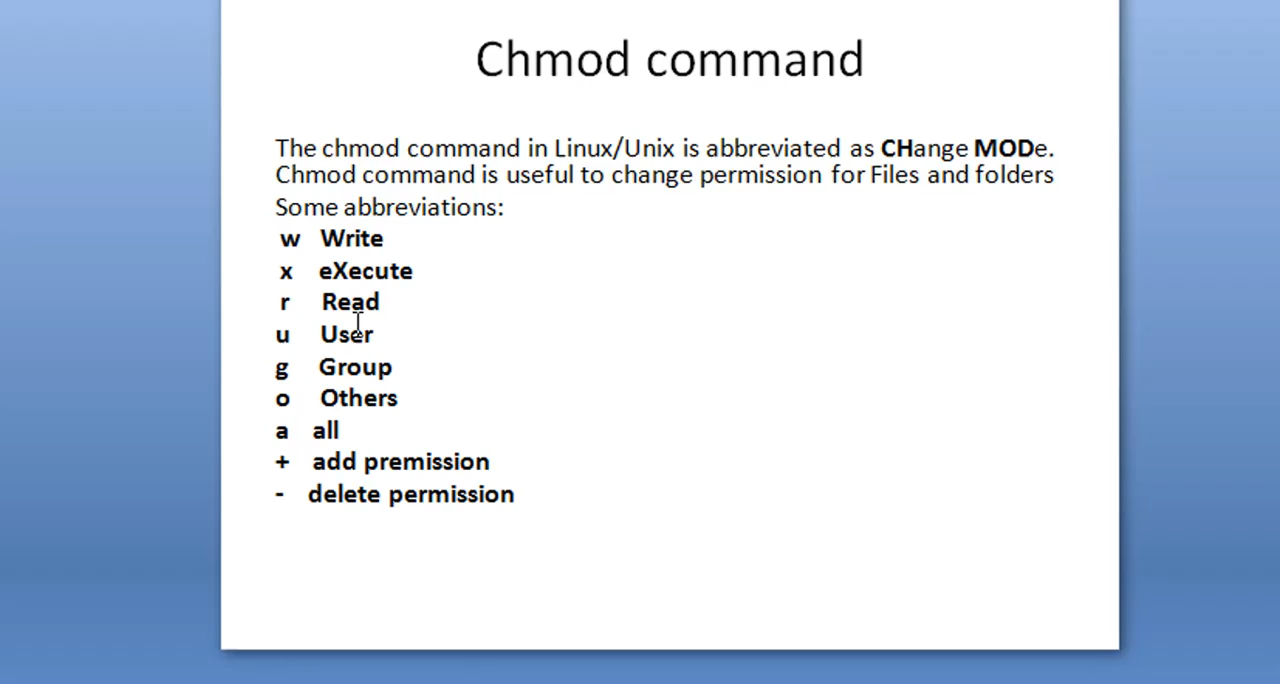 Chmod command
The chmod command in Linux/Unix is abbreviated as CHange MODe.
Chmod command is useful to change permission for Files and folders
Some abbreviations:
w Write
x eXecute
r Read
u User
g Group
o Others
a all
+ add premission
- delete permission